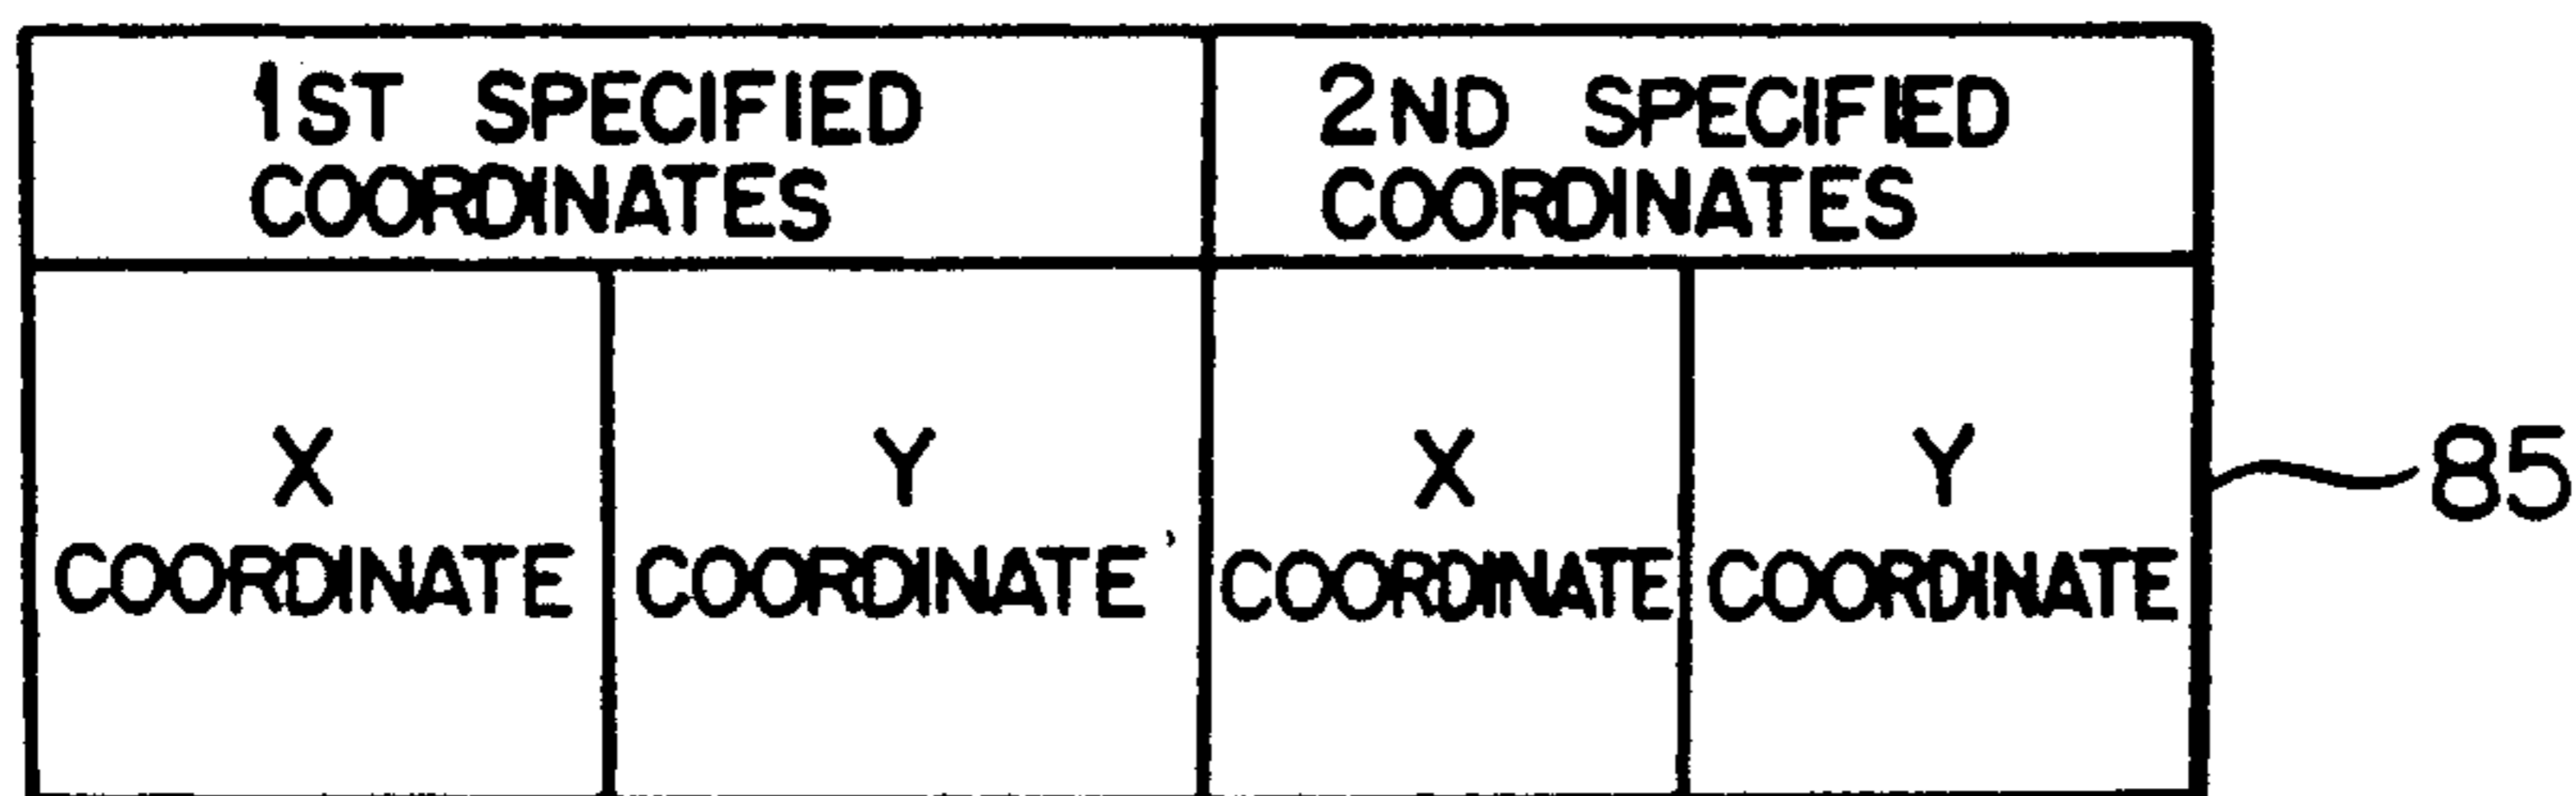 1ST SPECIFIED
COORDINATES
2ND SPECIFIED
COORDINATES
X
COORDINATE
Y
COORDINATE
X
COORDINATE
Y
COORDINATE
85